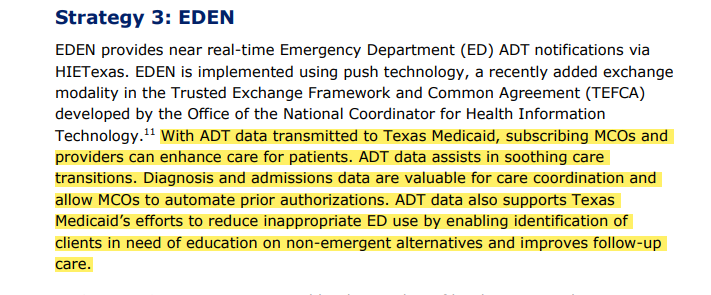 Strategy 3: EDEN
EDEN provides near real-time Emergency Department (ED) ADT notifications via
HIETexas. EDEN is implemented using push technology, a recently added exchange
modality in the Trusted Exchange Framework and Common Agreement (TEFCA)
developed by the Office of the National Coordinator for Health Information
Technology.11 With ADT data transmitted to Texas Medicaid, subscribing MCOs and
providers can enhance care for patients. ADT data assists in soothing care
transitions. Diagnosis and admissions data are valuable for care coordination and
allow MCOs to automate prior authorizations. ADT data also supports Texas
Medicaid’s efforts to reduce inappropriate ED use by enabling identification of
clients in need of education on non-emergent alternatives and improves follow-up
care.